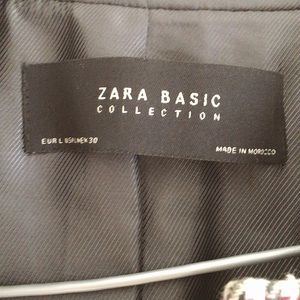 ZARA BASIC
COLLECTION
EUR L USA L MEX 30
MADE IN MOROCCO